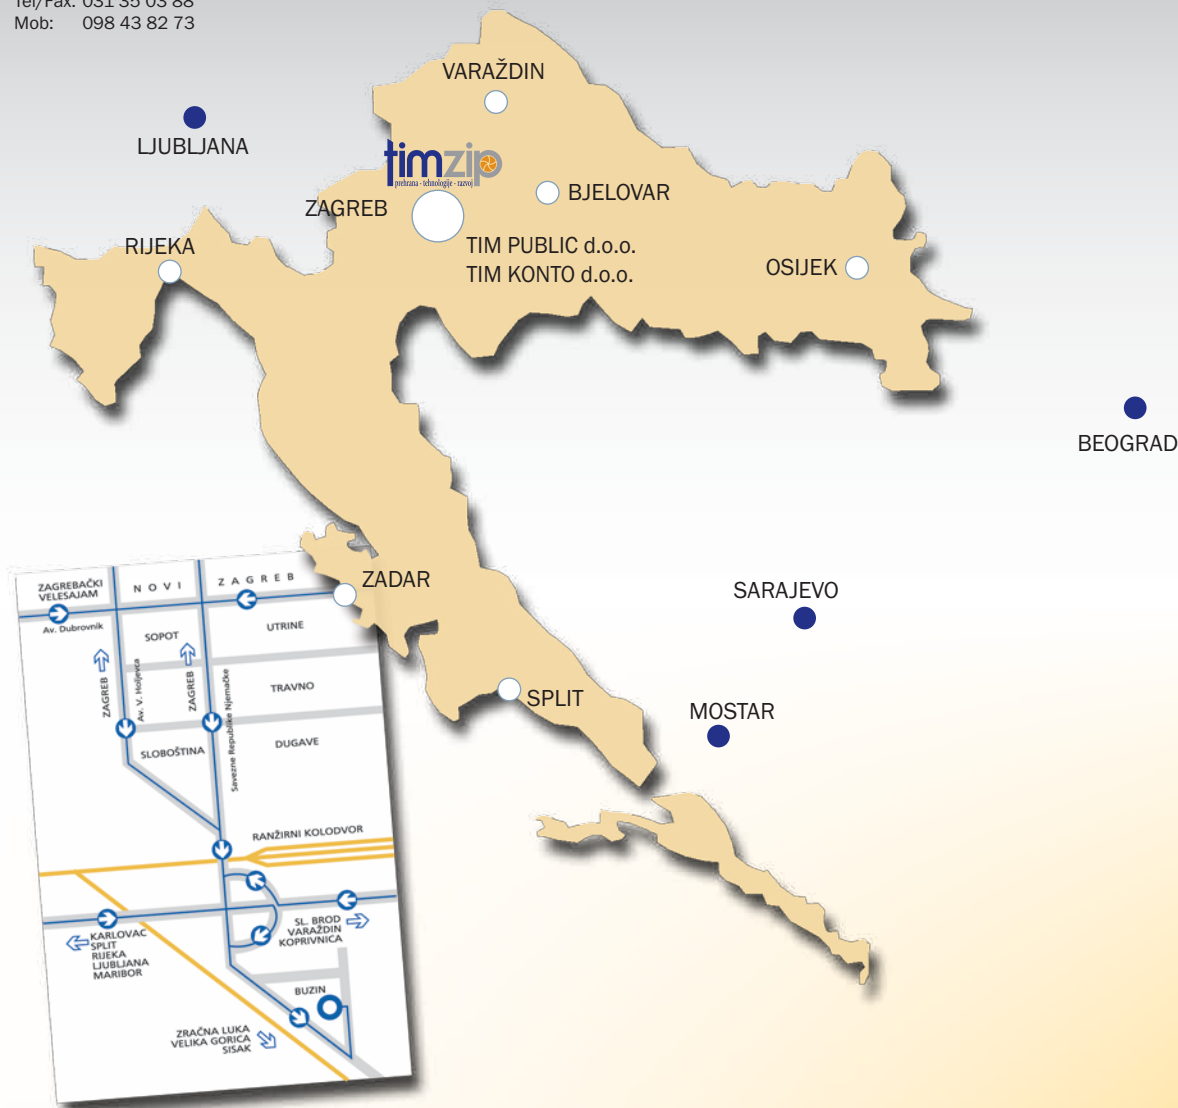 Tel/Fax: 031 35 03 88
Mob: 098 43 82 73
VARAŽDIN
LJUBLJANA
timzip
prehrana - tehnologije - razvoj
BJELOVAR
ZAGREB
TIM PUBLIC d.o.o.
TIM KONTO d.o.o.
RIJEKA
OSIJEK
BEOGRAD
ZADAR
SARAJEVO
SPLIT
MOSTAR
ZAGREBAČKI
VELESAJAM
NOVI ZAGREB
Av. Dubrovnik
SOPOT
UTRINE
ZAGREB
Av. V. Holjevca
ZAGREB
Savezne Republike Njemačke
TRAVNO
SLOBOŠTINA
DUGAVE
RANŽIRNI KOLODVOR
KARLOVAC
SPLIT
RIJEKA
LJUBLJANA
MARIBOR
SL. BROD
VARAŽDIN
KOPRIVNICA
BUZIN
ZRAČNA LUKA
VELIKA GORICA
SISAK